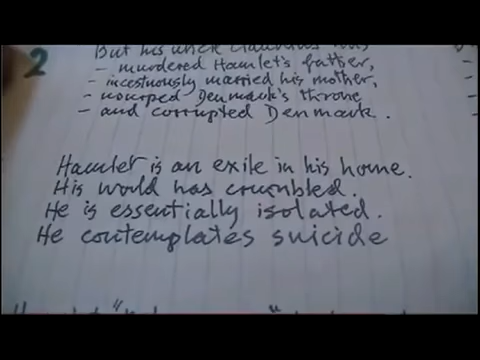 2
But his uncle Claudius has
- murdered Hamlet's father,
- incestuously married his mother,
- usurped Denmark's throne
- and corrupted Denmark.
Hamlet is an exile in his home.
His world has crumbled.
He is essentially isolated.
He contemplates suicide